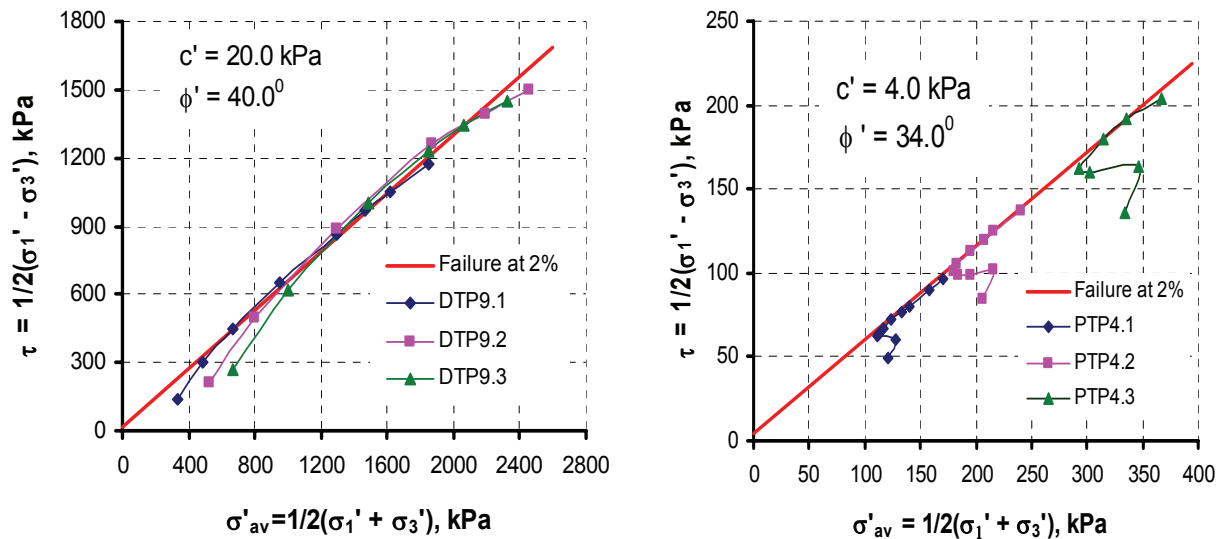 1800
1500
1200
900
600
300
0
0 400 800 1200 1600 2000 2400 2800
τ = 1/2(σ1' - σ3'), kPa
σ'av=1/2(σ1' + σ3'), kPa
c' = 20.0 kPa
ϕ' = 40.0⁰
Failure at 2%
DTP9.1
DTP9.2
DTP9.3
250
200
150
100
50
0
0 50 100 150 200 250 300 350 400
τ = 1/2(σ1' - σ3'), kPa
σ'av = 1/2(σ1' + σ3'), kPa
c' = 4.0 kPa
ϕ' = 34.0⁰
Failure at 2%
PTP4.1
PTP4.2
PTP4.3